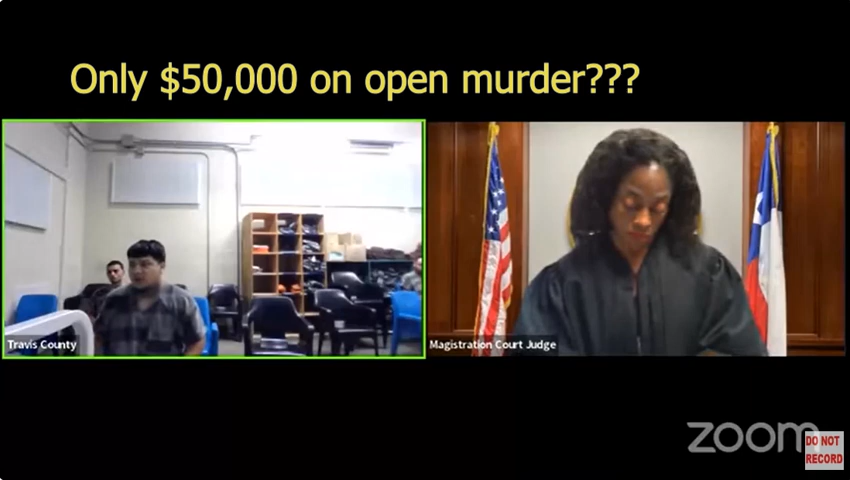 Only $50,000 on open murder???
Travis County
Magistration Court Judge
zoom
DO NOT
RECORD